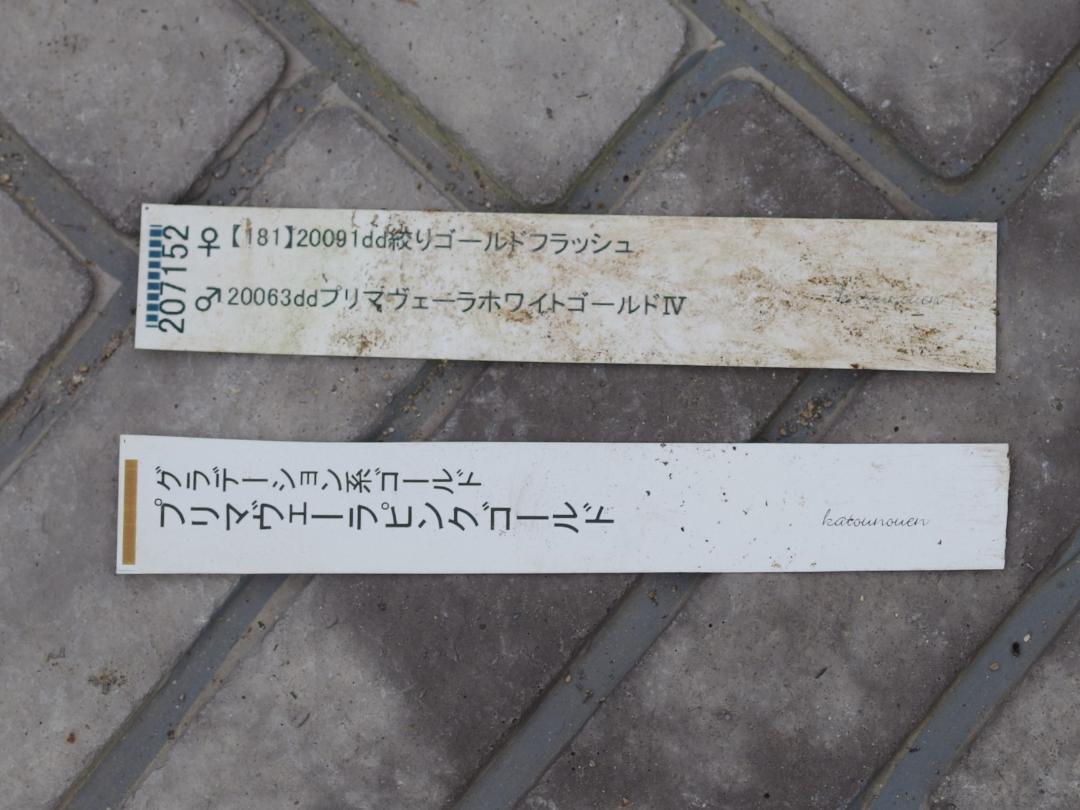 207152
♀【181】20091dd絞りゴールドフラッシュ
♂20063ddプリマヴェーラホワイトゴールドⅣ
katounouen
グラデーション系ゴールド
プリマヴェーラピンクゴールド
katounouen